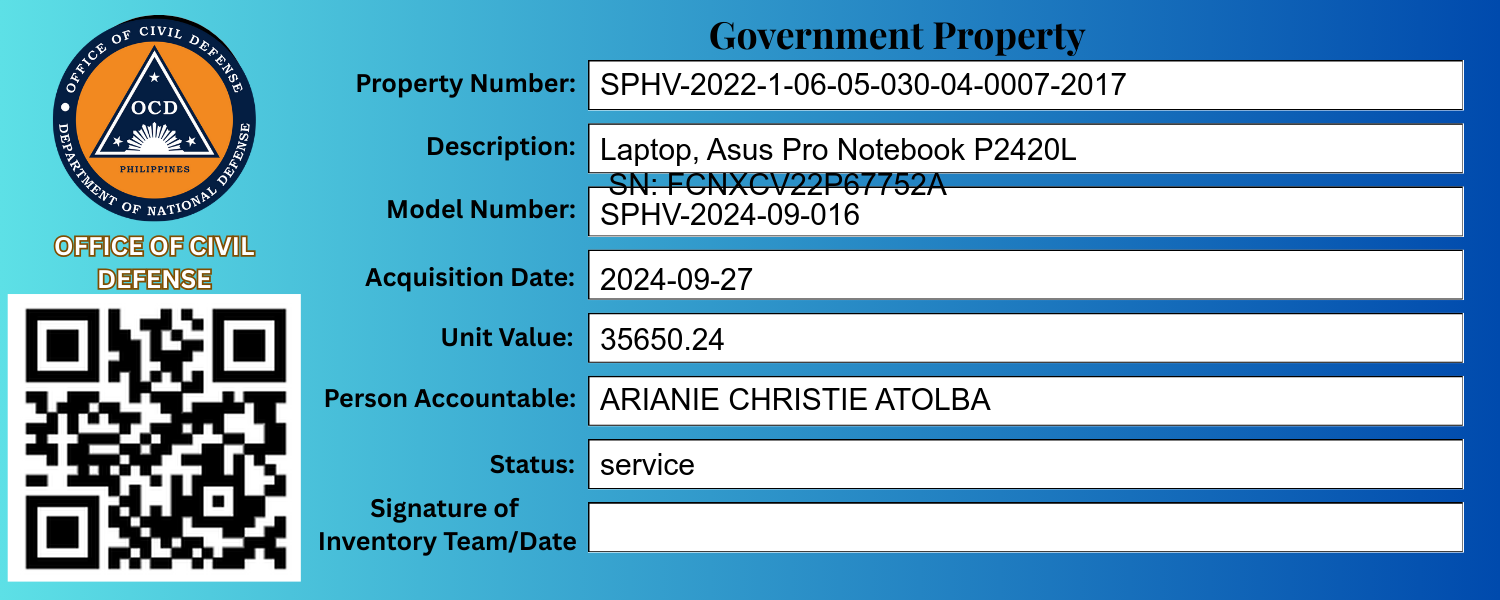 Government Property
OFFICE OF CIVIL DEFENSE
OCD
PHILIPPINES
DEPARTMENT OF NATIONAL DEFENSE
OFFICE OF CIVIL
DEFENSE
Property Number: SPHV-2022-1-06-05-030-04-0007-2017
Description: Laptop, Asus Pro Notebook P2420L
SN: FCNXCV22P67752A
Model Number: SPHV-2024-09-016
Acquisition Date: 2024-09-27
Unit Value: 35650.24
Person Accountable: ARIANIE CHRISTIE ATOLBA
Status: service
Signature of
Inventory Team/Date